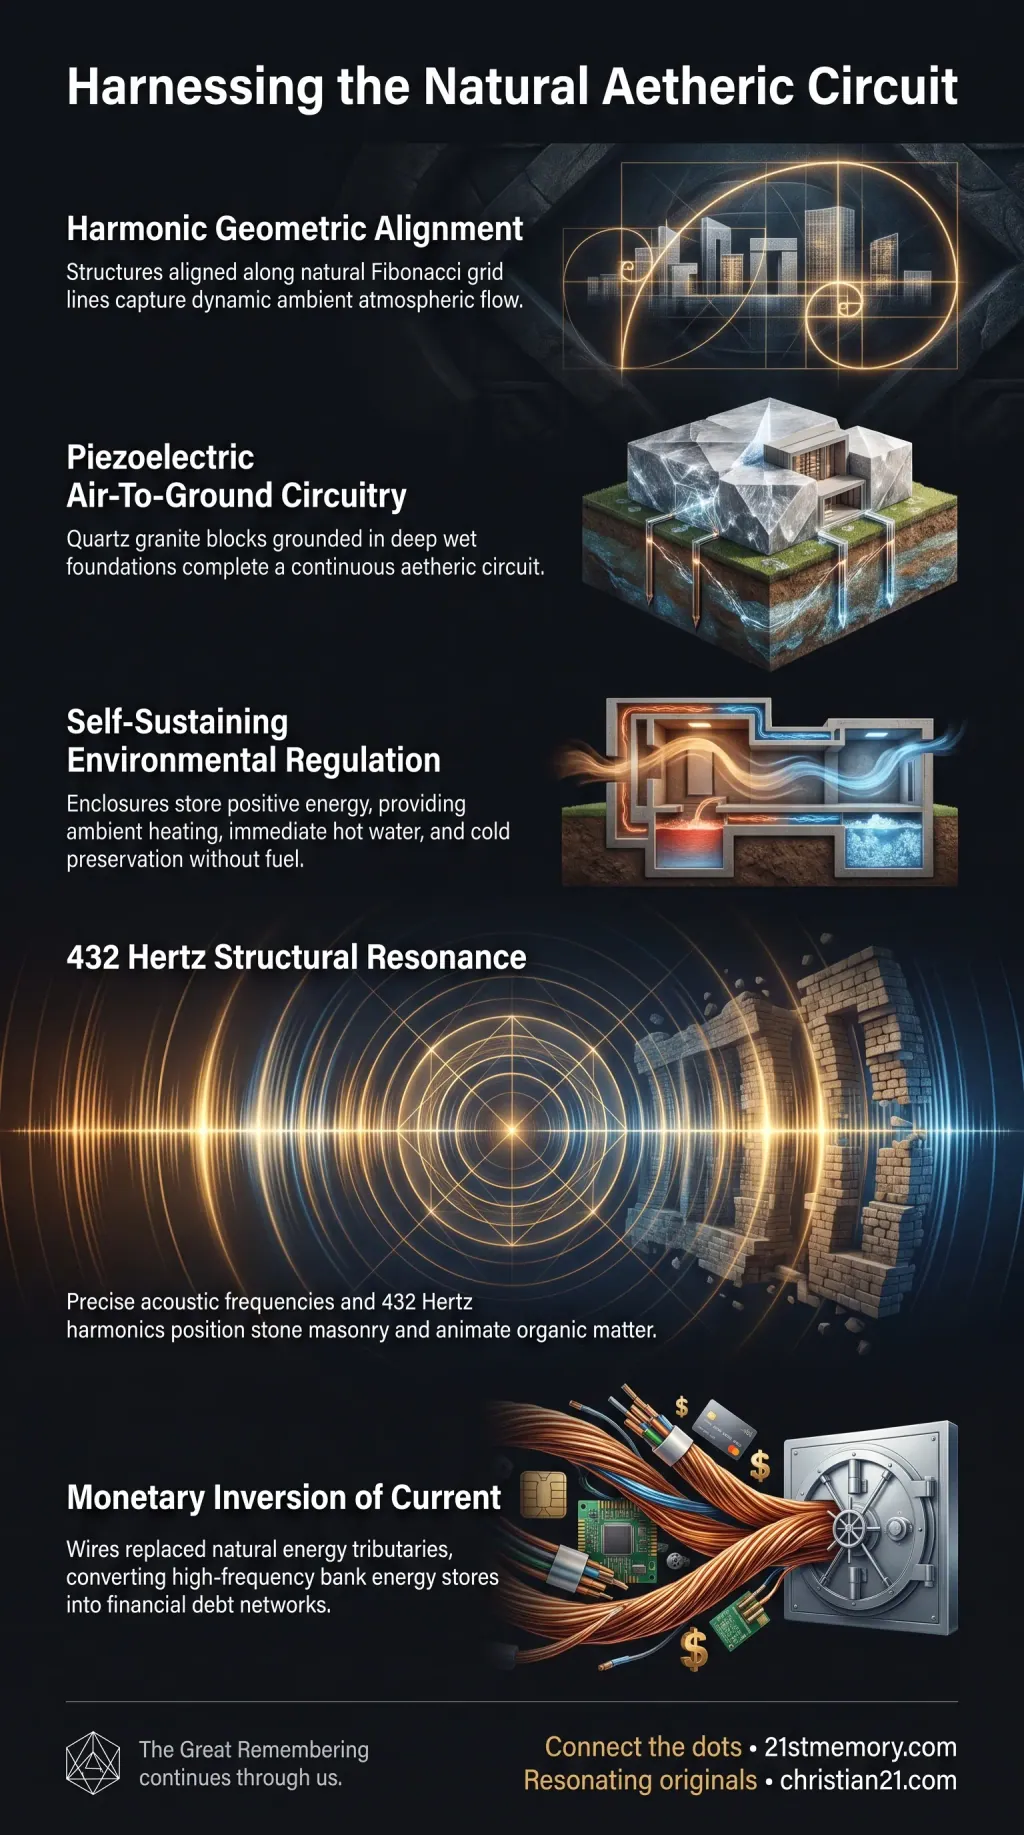 Harnessing the Natural Aetheric Circuit
Harmonic Geometric Alignment
Structures aligned along natural Fibonacci grid
lines capture dynamic ambient atmospheric flow.
Piezoelectric
Air-To-Ground Circuitry
Quartz granite blocks grounded in deep wet
foundations complete a continuous aetheric circuit.
Self-Sustaining
Environmental Regulation
Enclosures store positive energy, providing
ambient heating, immediate hot water, and cold
preservation without fuel.
432 Hertz Structural Resonance
Precise acoustic frequencies and 432 Hertz
harmonics position stone masonry and animate organic matter.
$
$
Monetary Inversion of Current
Wires replaced natural energy tributaries,
converting high-frequency bank energy stores
into financial debt networks.
$
The Great Remembering
continues through us.
Connect the dots • 21stmemory.com
Resonating originals • christian21.com